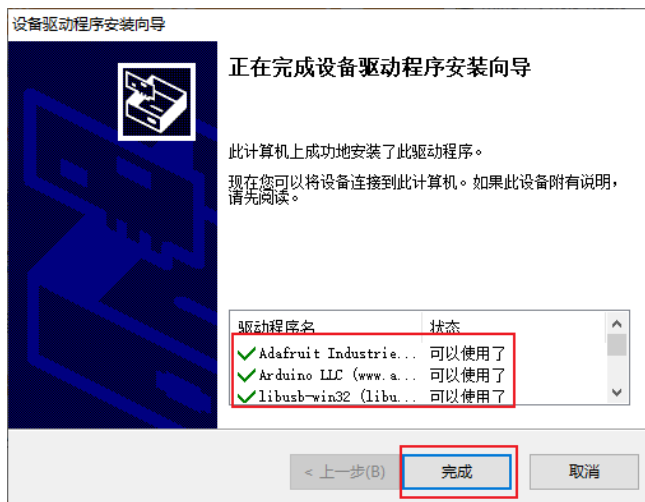 设备驱动程序安装向导
正在完成设备驱动程序安装向导
此计算机上成功地安装了此驱动程序。
现在您可以将设备连接到此计算机。如果此设备附有说明，
请先阅读。
驱动程序名 状态
Adafruit Industrie... 可以使用了
Arduino LLC (www.a... 可以使用了
libusb-win32 (libu... 可以使用了
< 上一步(B) 完成 取消